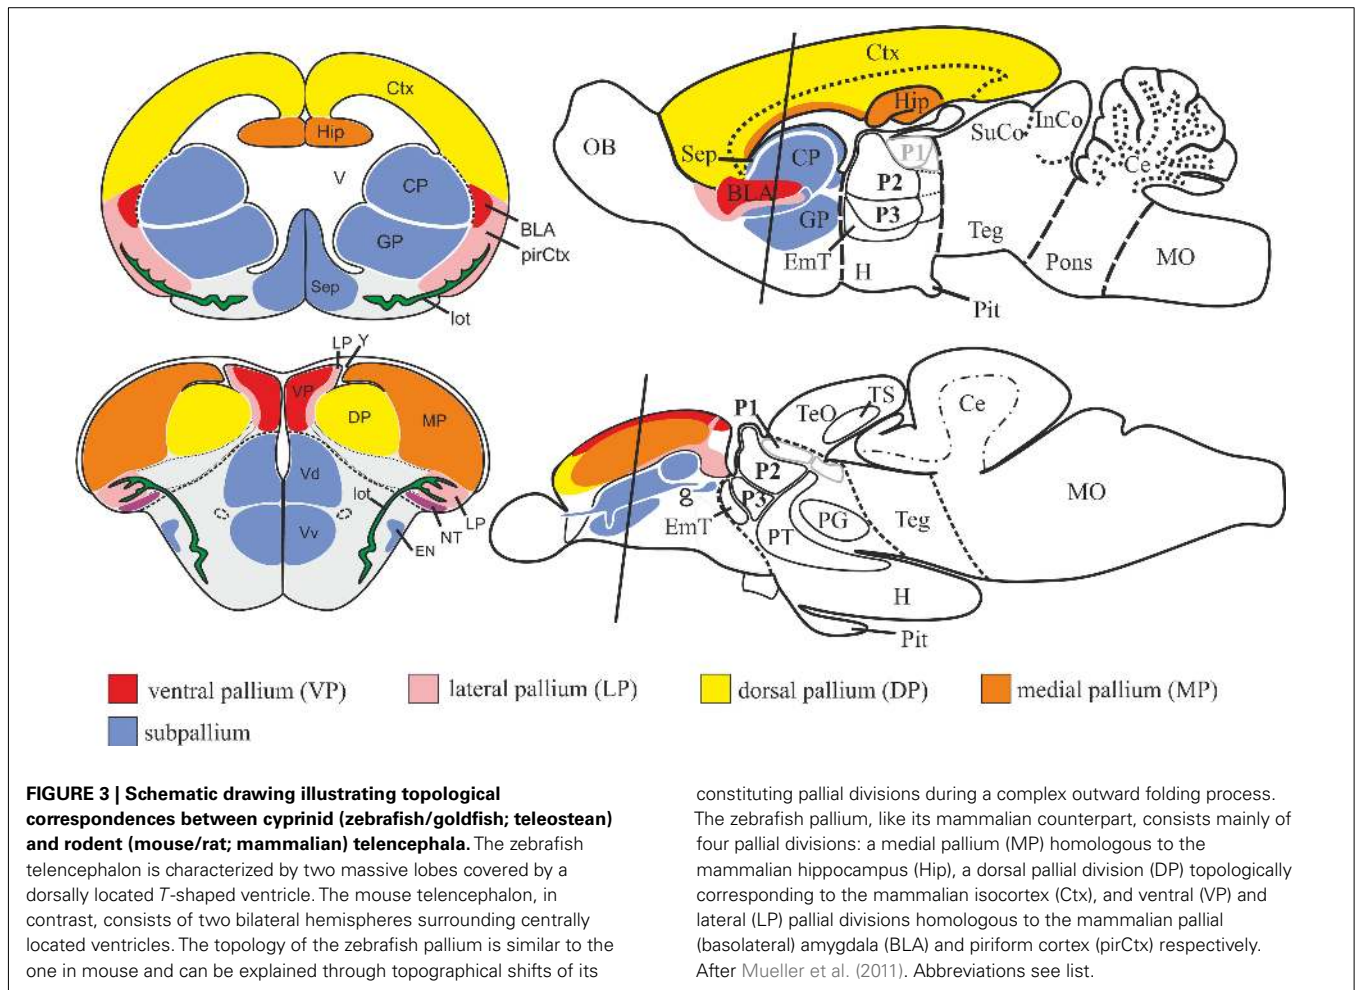 Ctx
Hip
V
CP
GP
Sep
BLA
pirCtx
lot
OB
Ctx
Hip
Sep
CP
BLA
GP
EmT
P1
P2
P3
H
Pit
SuCo
InCo
Teg
Pons
Ce
MO
LP
Y
VP
DP
MP
Vd
Vv
lot
LP
NT
EN
P1
P2
P3
EmT
TeO
TS
PT
PG
Teg
Ce
MO
H
Pit
ventral pallium (VP)
lateral pallium (LP)
dorsal pallium (DP)
medial pallium (MP)
subpallium
FIGURE 3 | Schematic drawing illustrating topological
correspondences between cyprinid (zebrafish/goldfish; teleostean)
and rodent (mouse/rat; mammalian) telencephala. The zebrafish
telencephalon is characterized by two massive lobes covered by a
dorsally located T-shaped ventricle. The mouse telencephalon, in
contrast, consists of two bilateral hemispheres surrounding centrally
located ventricles. The topology of the zebrafish pallium is similar to the
one in mouse and can be explained through topographical shifts of its
constituting pallial divisions during a complex outward folding process.
The zebrafish pallium, like its mammalian counterpart, consists mainly of
four pallial divisions: a medial pallium (MP) homologous to the
mammalian hippocampus (Hip), a dorsal pallial division (DP) topologically
corresponding to the mammalian isocortex (Ctx), and ventral (VP) and
lateral (LP) pallial divisions homologous to the mammalian pallial
(basolateral) amygdala (BLA) and piriform cortex (pirCtx) respectively.
After Mueller et al. (2011). Abbreviations see list.